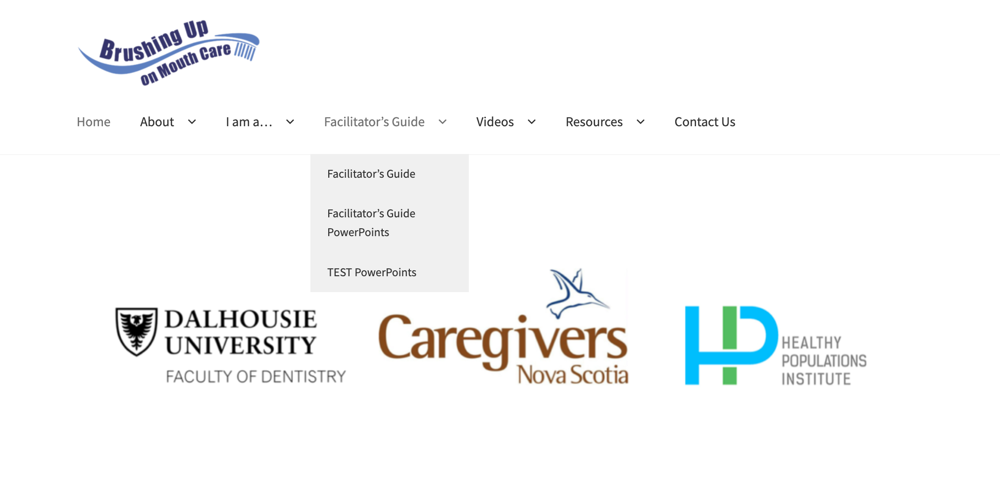 Brushing Up
on Mouth Care
Home About I am a... Facilitator’s Guide Videos Resources Contact Us
Facilitator’s Guide
Facilitator’s Guide
PowerPoints
TEST PowerPoints
DALHOUSIE
UNIVERSITY
FACULTY OF DENTISTRY
Caregivers
Nova Scotia
HP
HEALTHY
POPULATIONS
INSTITUTE